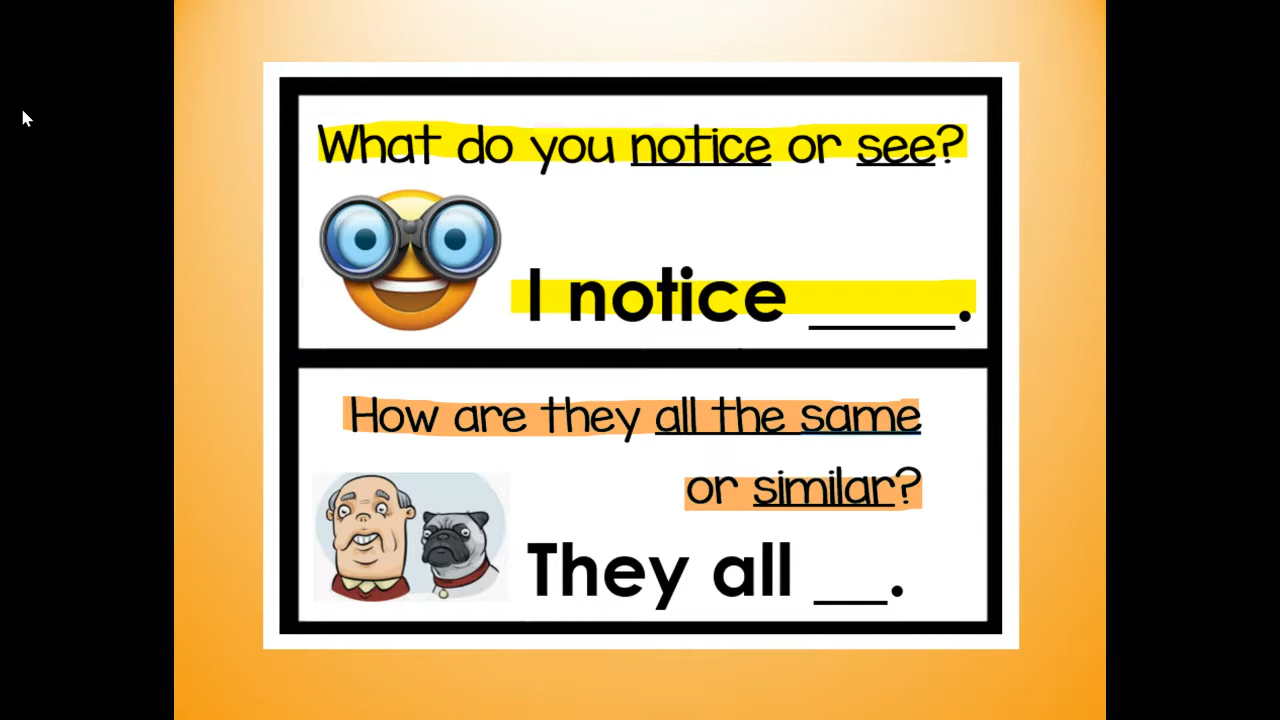 What do you notice or see?
I notice _____.
How are they all the same
or similar?
They all __.